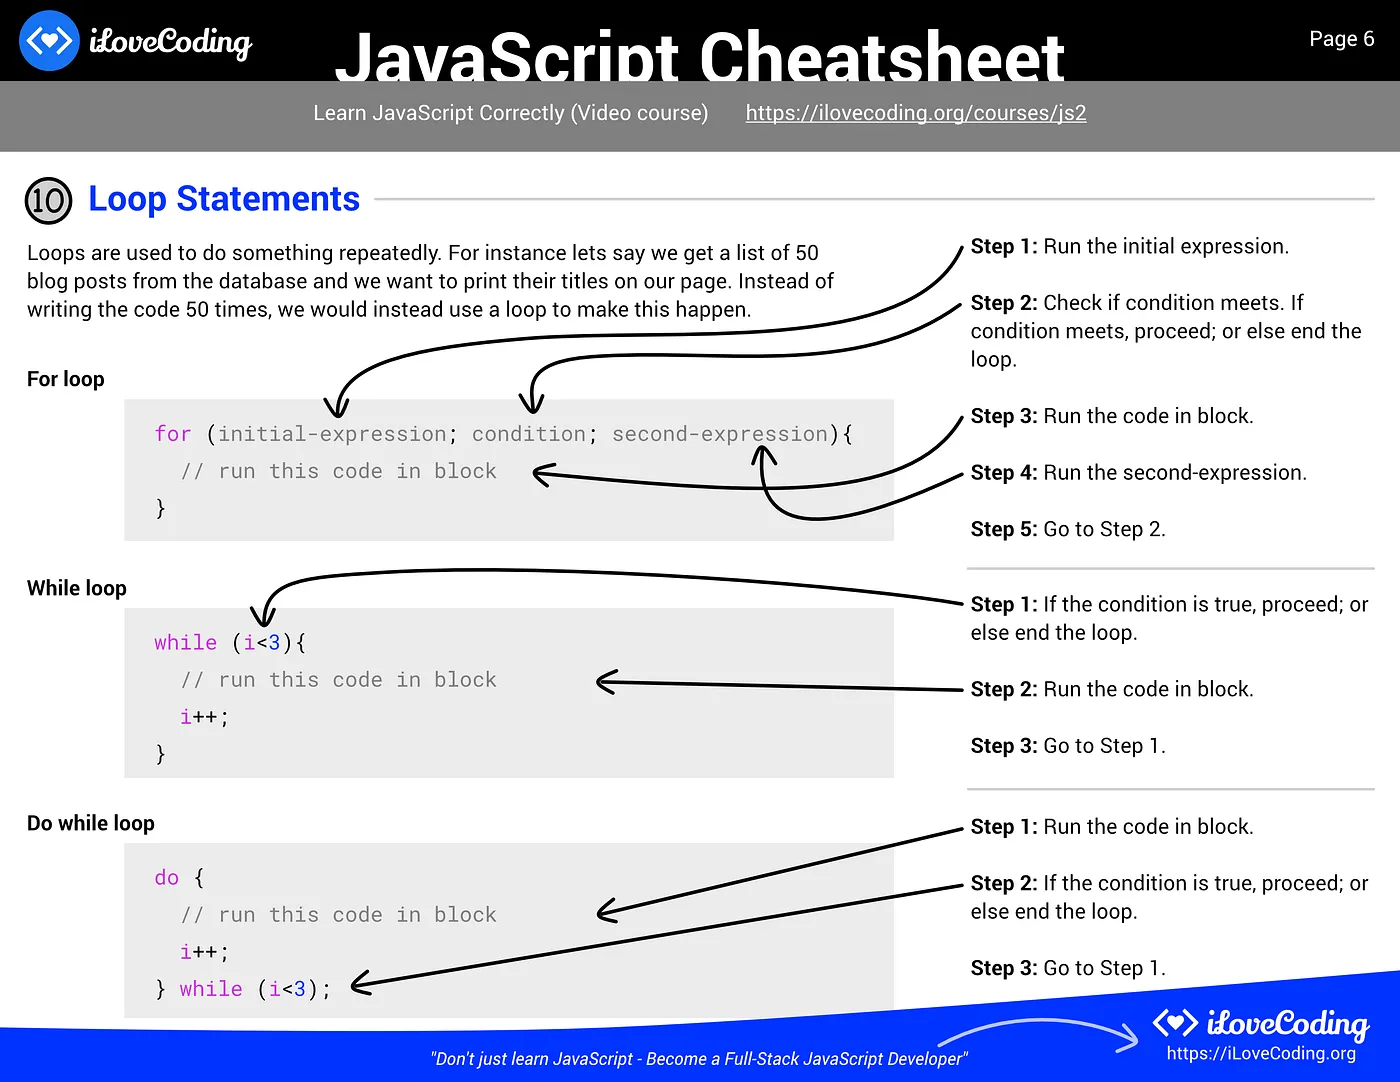 iLoveCoding
JavaScript Cheatsheet
Page 6
Learn JavaScript Correctly (Video course) https://ilovecoding.org/courses/js2
10 Loop Statements
Loops are used to do something repeatedly. For instance lets say we get a list of 50
blog posts from the database and we want to print their titles on our page. Instead of
writing the code 50 times, we would instead use a loop to make this happen.
For loop
for (initial-expression; condition; second-expression){
// run this code in block
}
Step 1: Run the initial expression.
Step 2: Check if condition meets. If
condition meets, proceed; or else end the
loop.
Step 3: Run the code in block.
Step 4: Run the second-expression.
Step 5: Go to Step 2.
While loop
while (i<3){
// run this code in block
i++;
}
Step 1: If the condition is true, proceed; or
else end the loop.
Step 2: Run the code in block.
Step 3: Go to Step 1.
Do while loop
do {
// run this code in block
i++;
} while (i<3);
Step 1: Run the code in block.
Step 2: If the condition is true, proceed; or
else end the loop.
Step 3: Go to Step 1.
"Don't just learn JavaScript - Become a Full-Stack JavaScript Developer"
iLoveCoding
https://iLoveCoding.org